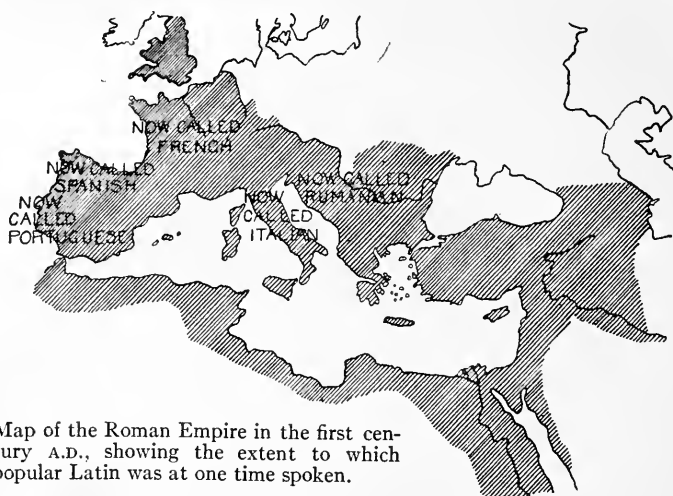 NOW CALLED
FRENCH
NOW CALLED
SPANISH
NOW
CALLED
PORTUGUESE
NOW
CALLED
ITALIAN
NOW CALLED
RUMANIAN
Map of the Roman Empire in the first cen-
tury A.D., showing the extent to which
popular Latin was at one time spoken.